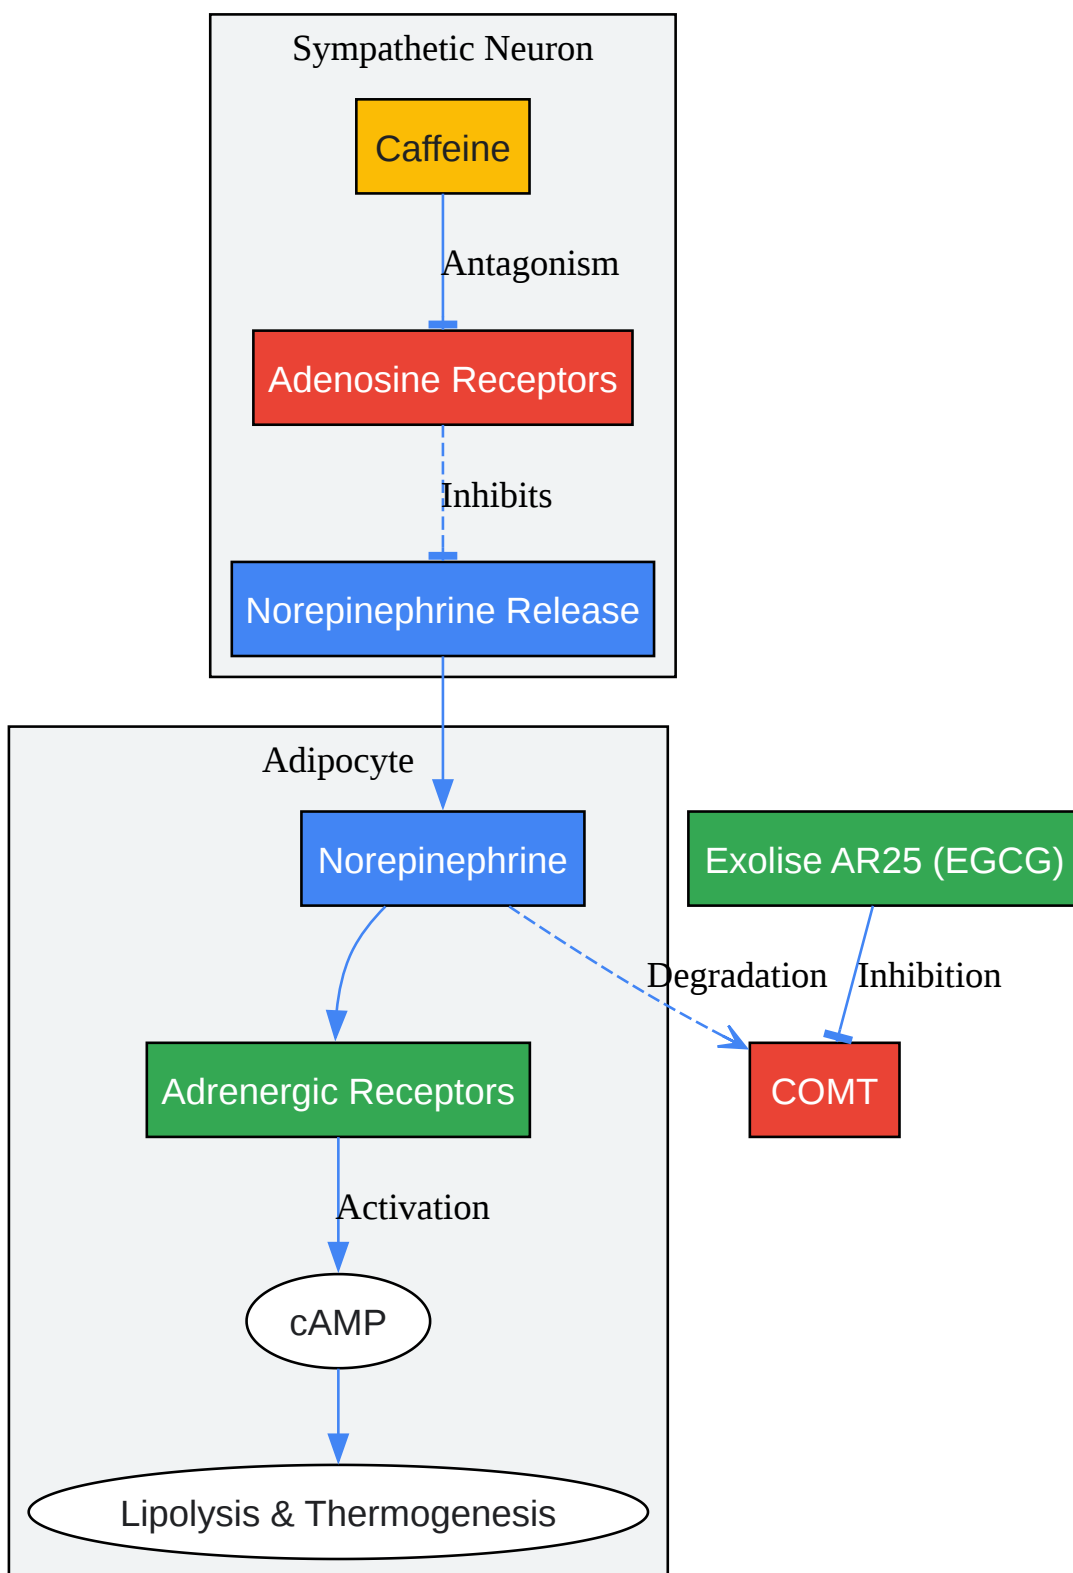 Sympathetic Neuron
Caffeine
Antagonism
Adenosine Receptors
Inhibits
Norepinephrine Release
Adipocyte
Norepinephrine
Exolise AR25 (EGCG)
Degradation
Inhibition
Adrenergic Receptors
COMT
Activation
cAMP
Lipolysis & Thermogenesis